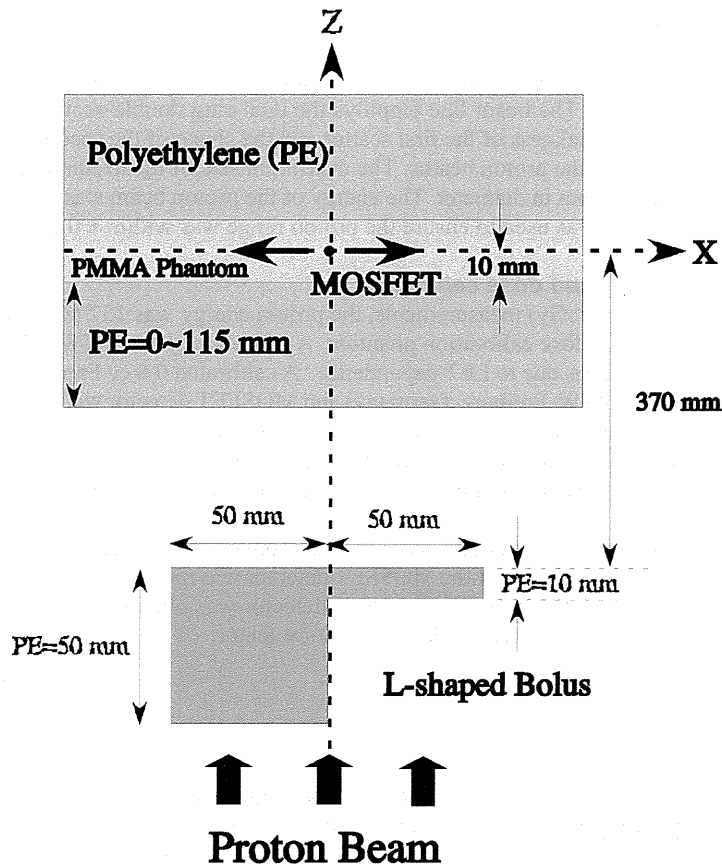 Z
Polyethylene (PE)
X
PMMA Phantom
MOSFET
10 mm
PE=0~115 mm
370 mm
50 mm
50 mm
PE=10 mm
PE=50 mm
L-shaped Bolus
Proton Beam